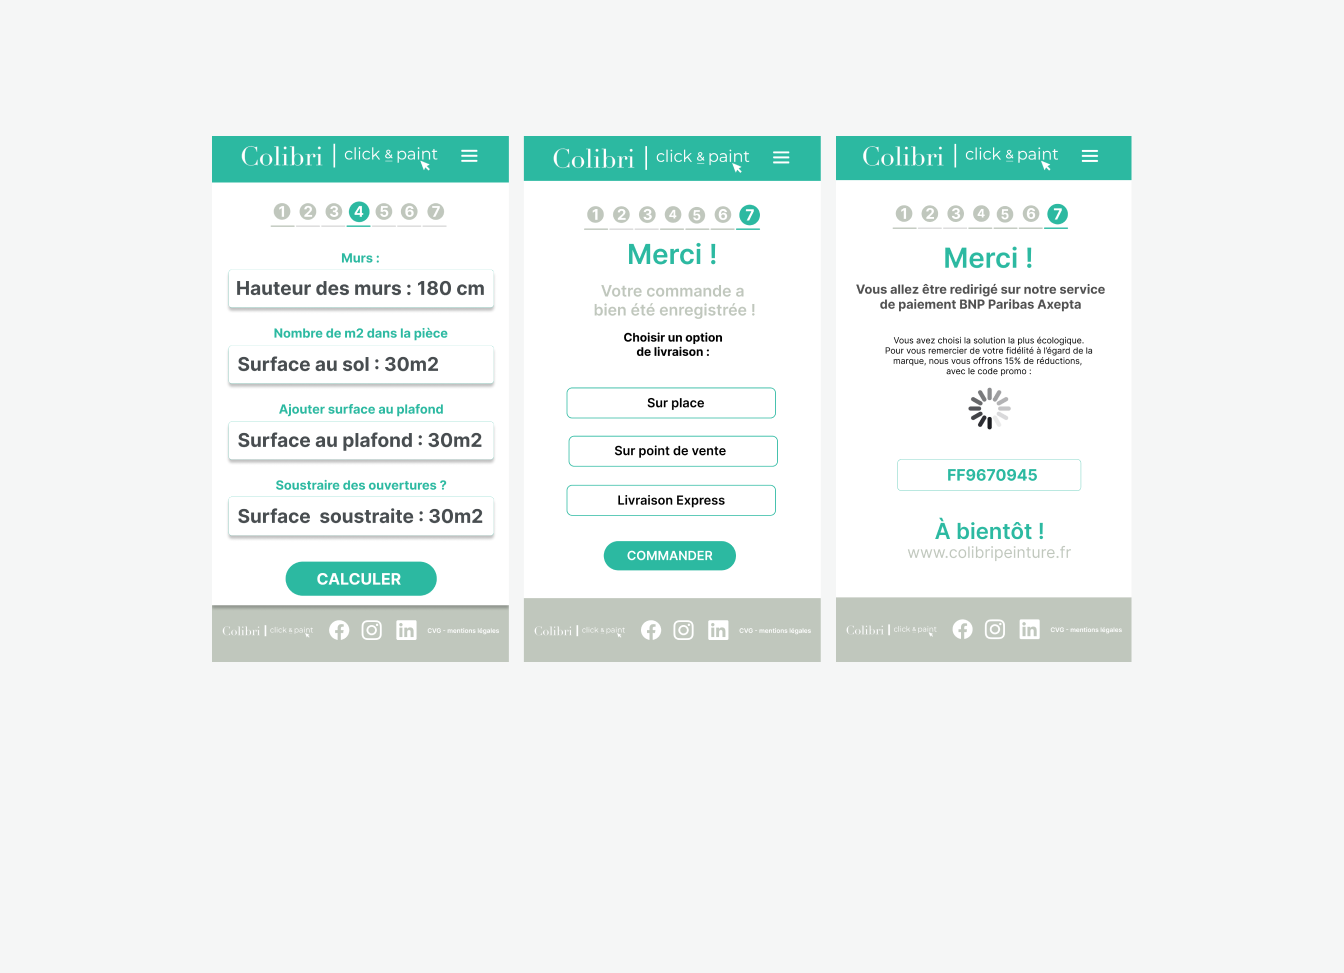 Colibri | click & paint
1 2 3 4 5 6 7
Murs :
Hauteur des murs : 180 cm
Nombre de m2 dans la pièce
Surface au sol : 30m2
Ajouter surface au plafond
Surface au plafond : 30m2
Soustraire des ouvertures ?
Surface  soustraite : 30m2
CALCULER
Colibri | click & paint
CVG - mentions légales
Colibri | click & paint
1 2 3 4 5 6 7
Merci !
Votre commande a
bien été enregistrée !
Choisir un option
de livraison :
Sur place
Sur point de vente
Livraison Express
COMMANDER
Colibri | click & paint
CVG - mentions légales
Colibri | click & paint
1 2 3 4 5 6 7
Merci !
Vous allez être redirigé sur notre service
de paiement BNP Paribas Axepta
Vous avez choisi la solution la plus écologique.
Pour vous remercier de votre fidélité à l'égard de la
marque, nous vous offrons 15% de réductions,
avec le code promo :
FF9670945
À bientôt !
www.colibripeinture.fr
Colibri | click & paint
CVG - mentions légales